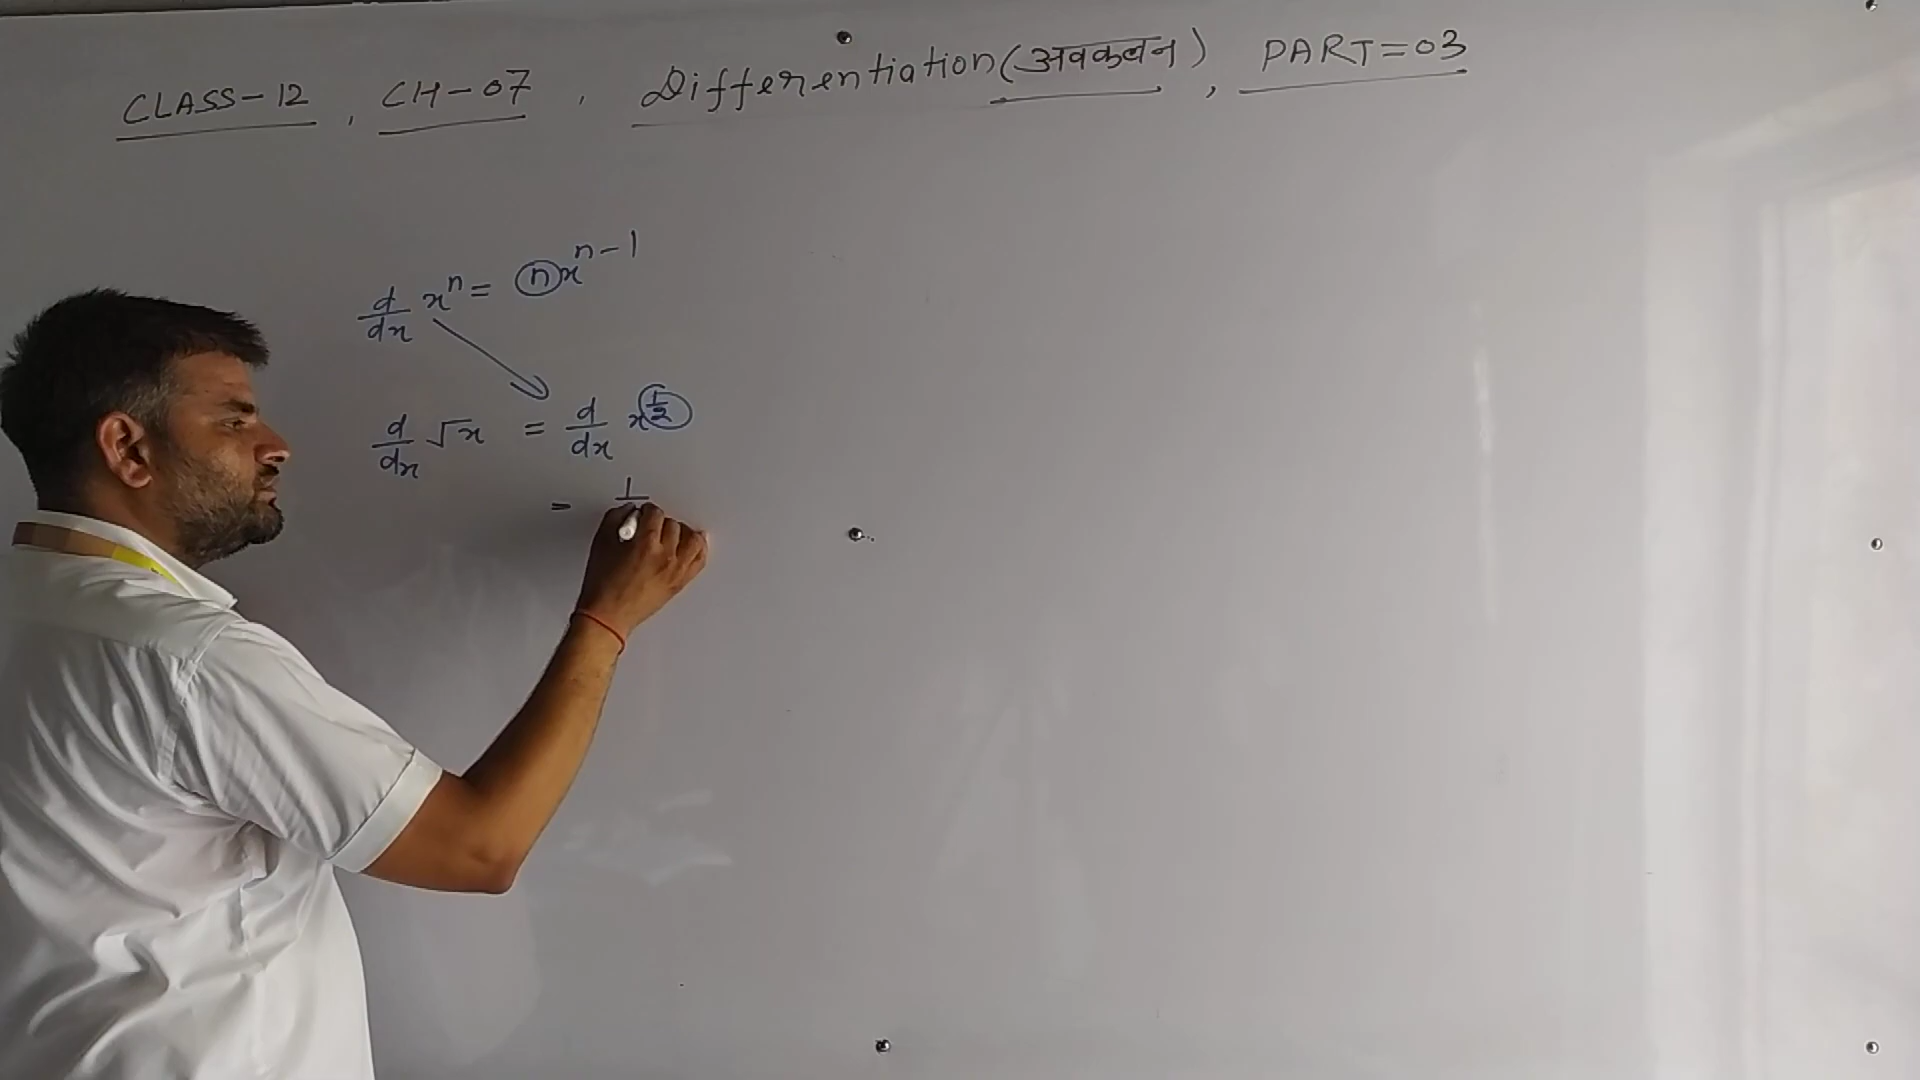 CLASS-12, CH-07, Differentiation (अवकलन), PART=03
d/dx x^n = n x^(n-1)
d/dx √x = d/dx x^(1/2)
= 1